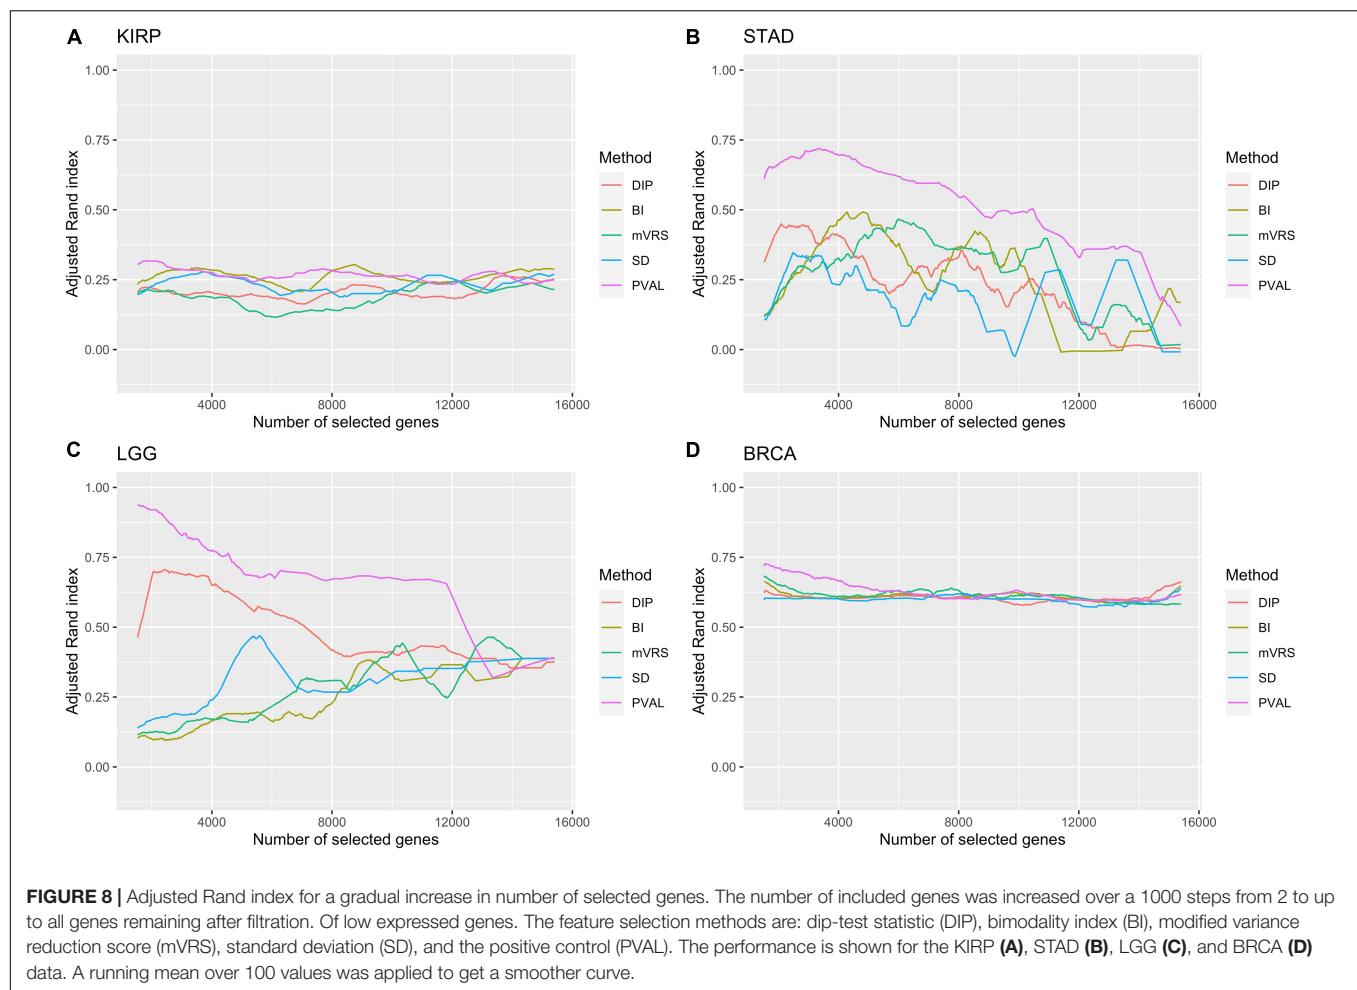 A KIRP
1.00
0.75
0.50
0.25
0.00
Adjusted Rand index
4000 8000 12000 16000
Number of selected genes
Method
DIP
BI
mVRS
SD
PVAL
B STAD
1.00
0.75
0.50
0.25
0.00
Adjusted Rand index
4000 8000 12000 16000
Number of selected genes
Method
DIP
BI
mVRS
SD
PVAL
C LGG
1.00
0.75
0.50
0.25
0.00
Adjusted Rand index
4000 8000 12000 16000
Number of selected genes
Method
DIP
BI
mVRS
SD
PVAL
D BRCA
1.00
0.75
0.50
0.25
0.00
Adjusted Rand index
4000 8000 12000 16000
Number of selected genes
Method
DIP
BI
mVRS
SD
PVAL
FIGURE 8 | Adjusted Rand index for a gradual increase in number of selected genes. The number of included genes was increased over a 1000 steps from 2 to up
to all genes remaining after filtration. Of low expressed genes. The feature selection methods are: dip-test statistic (DIP), bimodality index (BI), modified variance
reduction score (mVRS), standard deviation (SD), and the positive control (PVAL). The performance is shown for the KIRP (A), STAD (B), LGG (C), and BRCA (D)
data. A running mean over 100 values was applied to get a smoother curve.